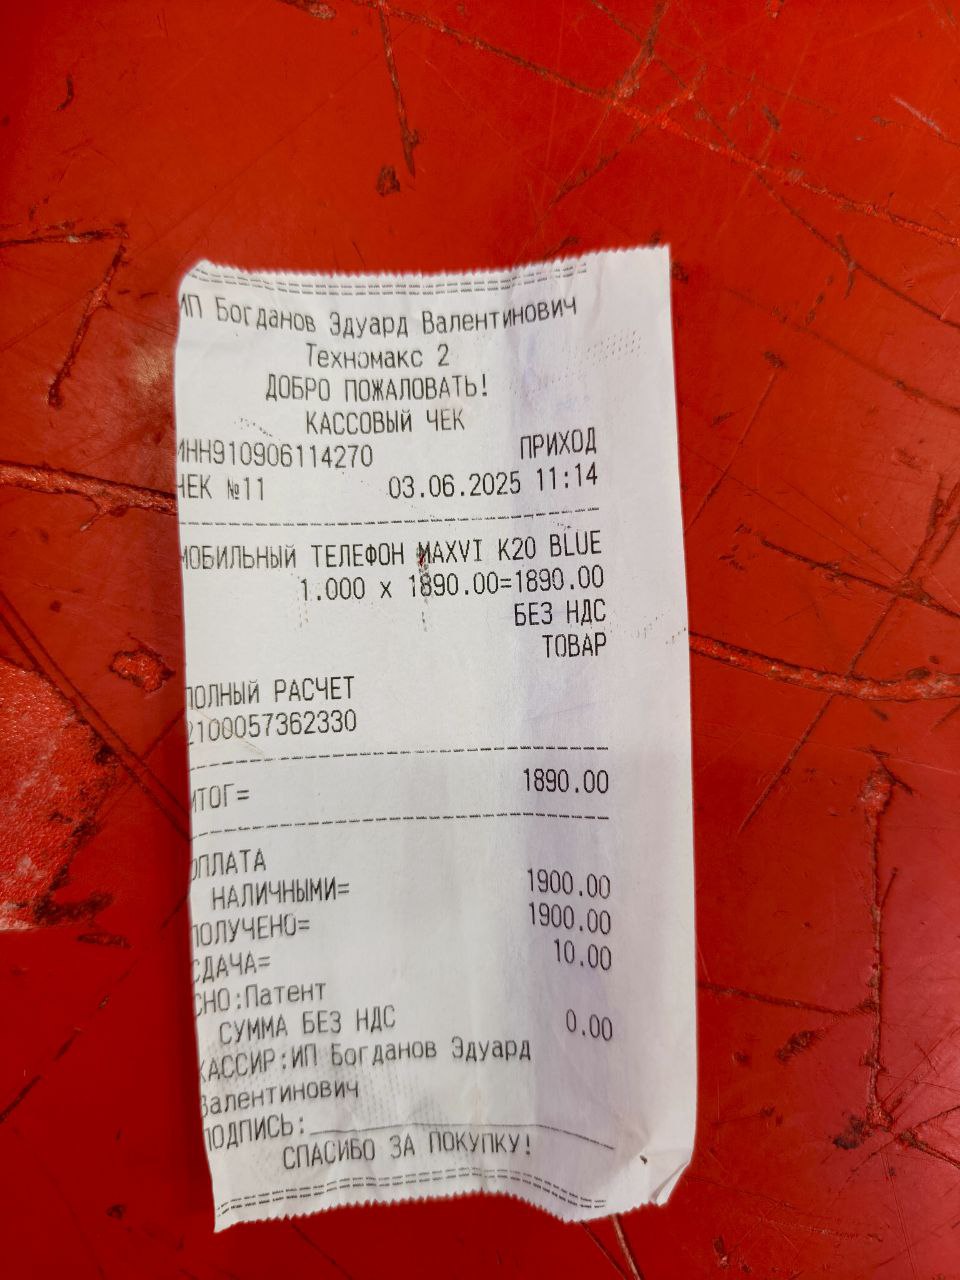 ИП Богданов Эдуард Валентинович
Техномакс 2
ДОБРО ПОЖАЛОВАТЬ!
КАССОВЫЙ ЧЕК
ИНН910906114270 ПРИХОД
ЧЕК №11 03.06.2025 11:14
МОБИЛЬНЫЙ ТЕЛЕФОН MAXVI K20 BLUE
1.000 x 1890.00=1890.00
БЕЗ НДС
ТОВАР
ПОЛНЫЙ РАСЧЕТ
2100057362330
ИТОГ= 1890.00
ОПЛАТА
НАЛИЧНЫМИ= 1900.00
ПОЛУЧЕНО= 1900.00
СДАЧА= 10.00
СНО:Патент
СУММА БЕЗ НДС 0.00
КАССИР:ИП Богданов Эдуард
Валентинович
ПОДПИСЬ:
СПАСИБО ЗА ПОКУПКУ!